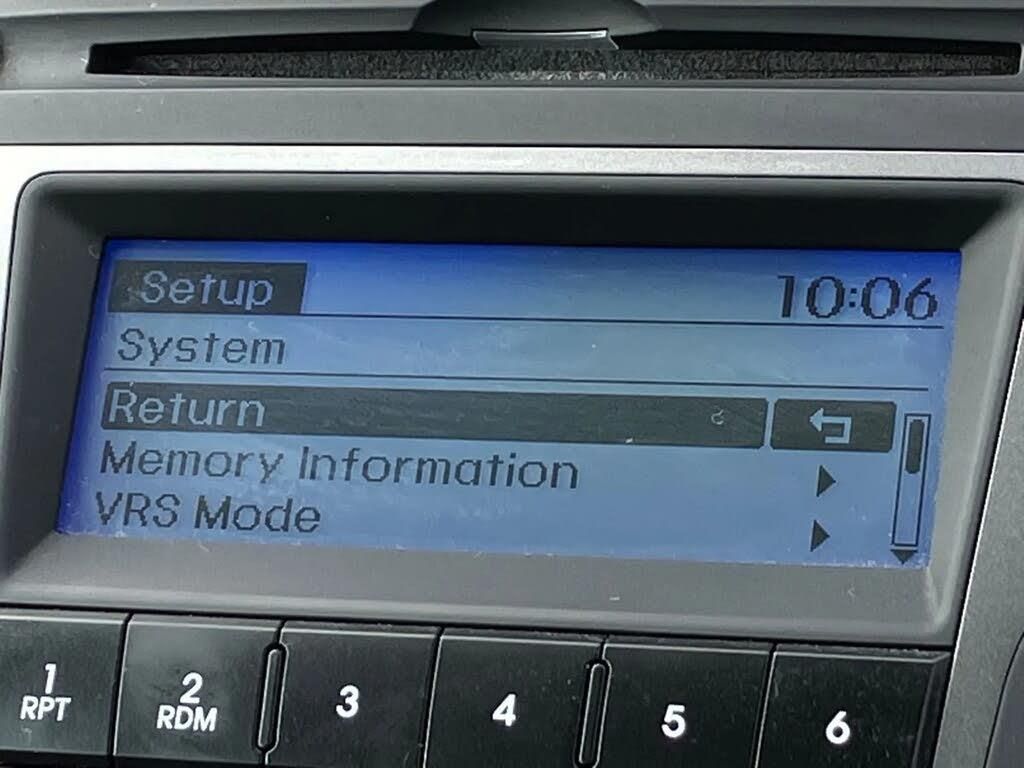 Setup 10:06
System
Return
Memory Information
VRS Mode
1 2 3 4 5 6
RPT RDM